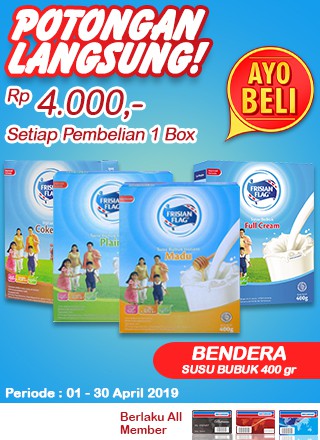 POTONGAN
LANGSUNG!
Rp 4.000,-
Setiap Pembelian 1 Box
AYO
BELI
FRISIAN
FLAG
Coke
FRISIAN
FLAG
Plain
FRISIAN
FLAG
Madu
400g
FRISIAN
FLAG
Full Cream
400g
BENDERA
SUSU BUBUK 400 gr
Periode : 01 - 30 April 2019
Berlaku All
Member